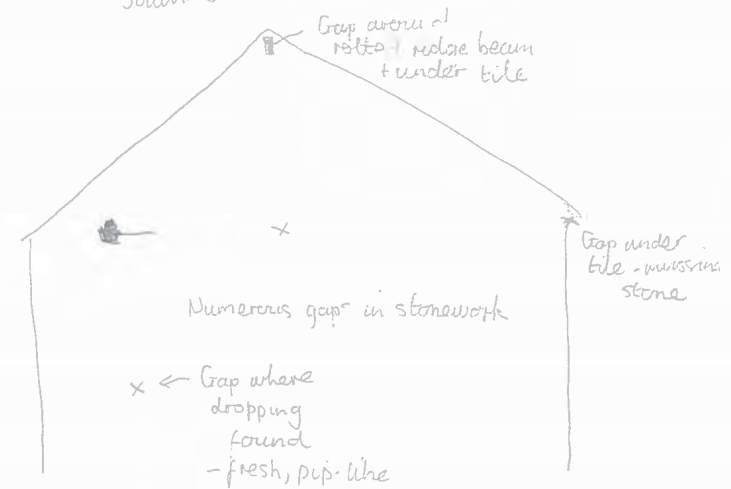 Gap around
rotted ridge beam
+ under tile
Gap under
tile - missing
stone
Numerous gaps in stonework
← Gap where
dropping
found
- fresh, pip-like